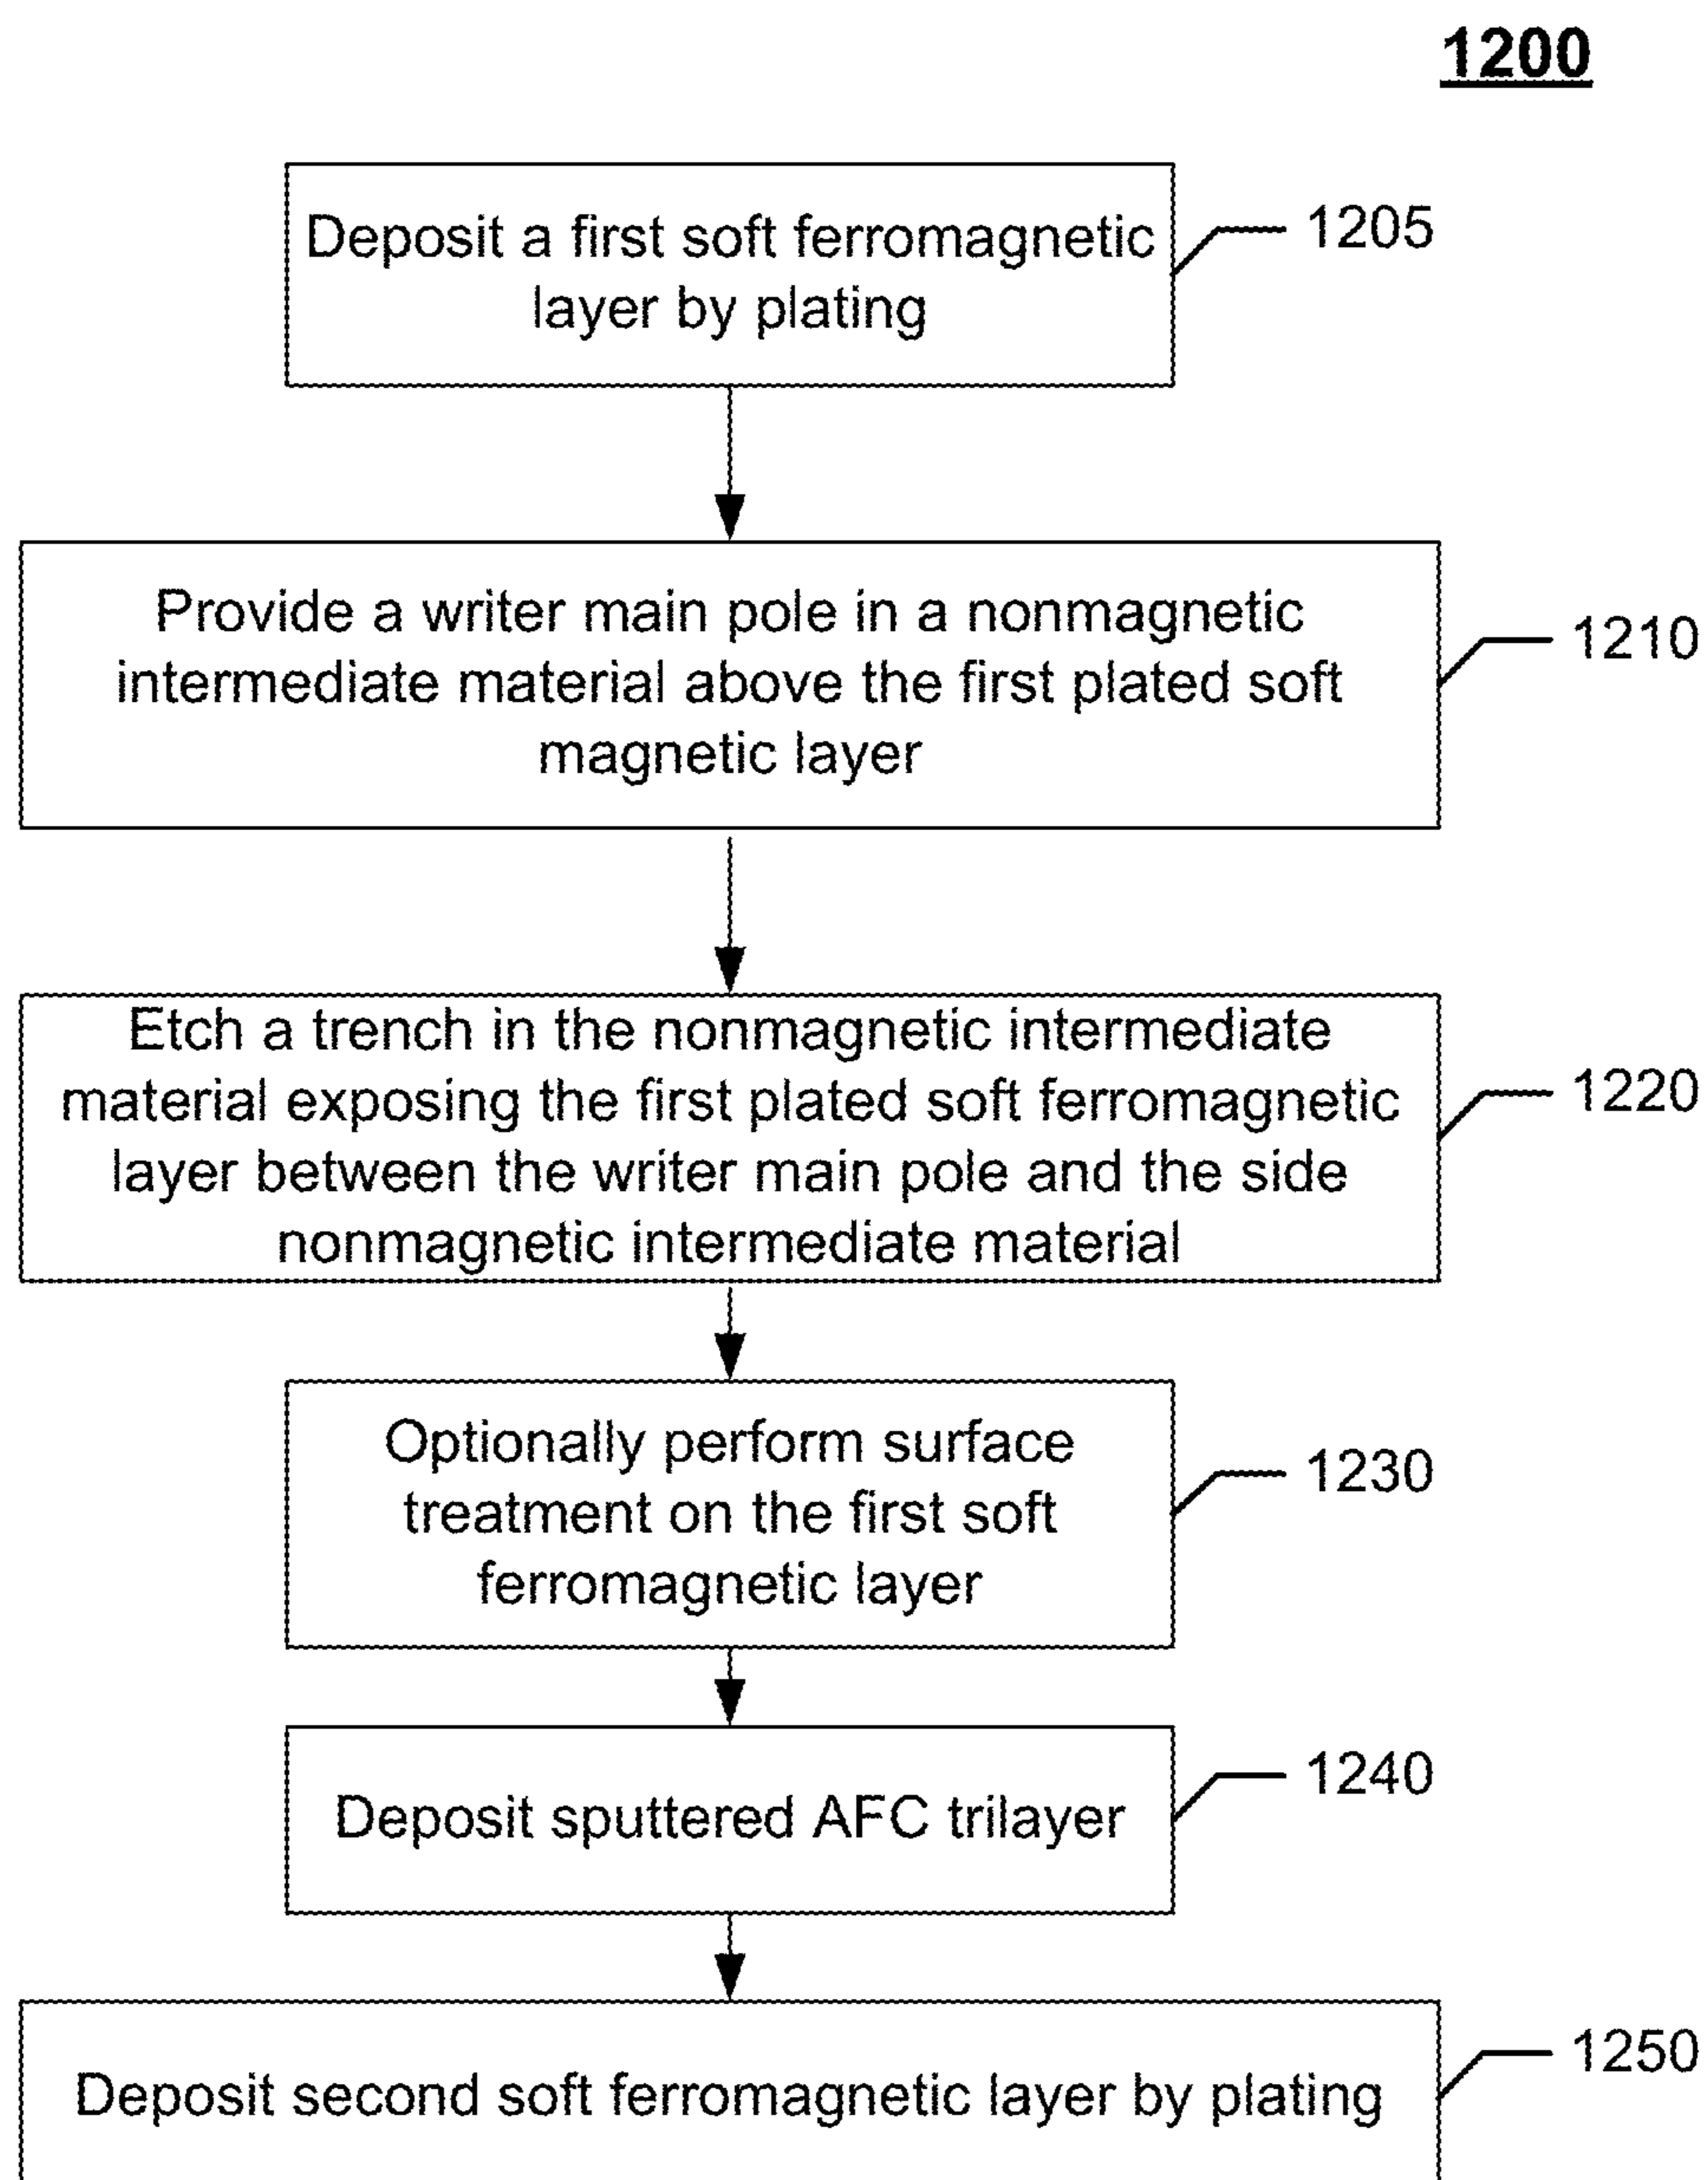 1200
Deposit a first soft ferromagnetic
layer by plating
1205
Provide a writer main pole in a nonmagnetic
intermediate material above the first plated soft
magnetic layer
1210
Etch a trench in the nonmagnetic intermediate
material exposing the first plated soft ferromagnetic
layer between the writer main pole and the side
nonmagnetic intermediate material
1220
Optionally perform surface
treatment on the first soft
ferromagnetic layer
1230
Deposit sputtered AFC trilayer
1240
Deposit second soft ferromagnetic layer by plating
1250